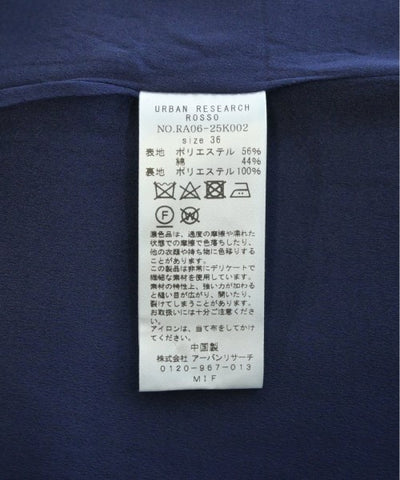 URBAN RESEARCH
ROSSO
NO.RA06-25K002
size 36
表地 ポリエステル 56%
綿 44%
裏地 ポリエステル100%
F W
濃色品は、過度の摩擦や濡れた
状態での摩擦で色落ちしたり、
他の衣類や持ち物に色移りする
ことがあります。
この製品は非常にデリケートで
繊細な素材を使用しています。
素材の特性上、強い力が加わる
と縫い目が広がり、開いたり、
裂けてしまうことがあります。
お取扱いには十分ご注意くださ
い。
アイロンは、当て布をしてかけ
てください。
中国製
株式会社 アーバンリサーチ
0120-967-013
MIF